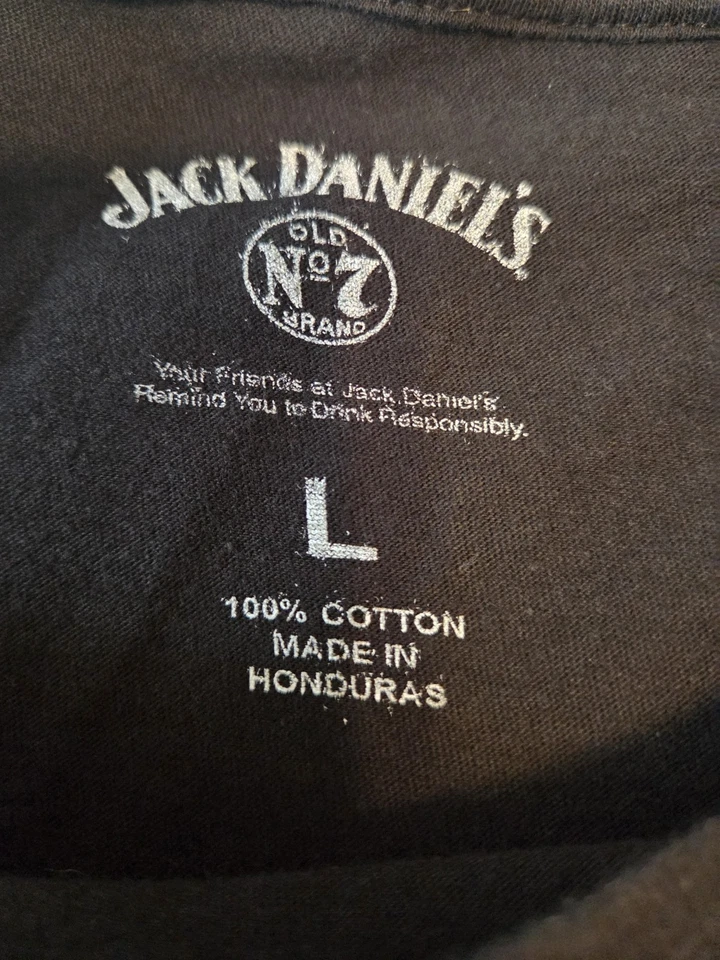 JACK DANIEL'S
OLD
No 7
BRAND
Your Friends at Jack Daniel's
Remind You to Drink Responsibly.
L
100% COTTON
MADE IN
HONDURAS